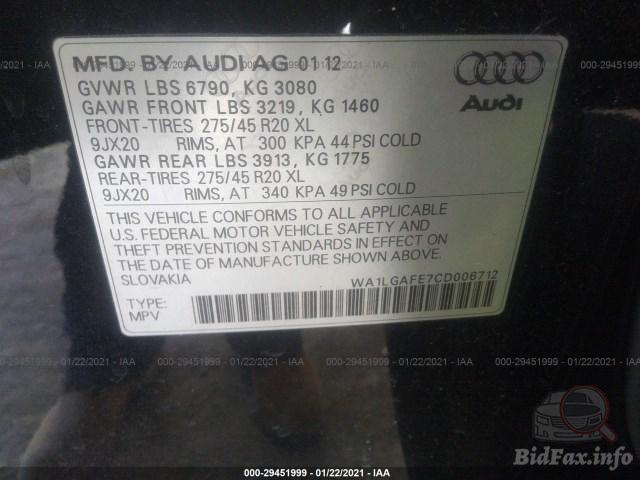 MFD. BY AUDI AG 01 12
GVWR LBS 6790, KG 3080
GAWR FRONT LBS 3219, KG 1460
FRONT-TIRES 275/45 R20 XL
9JX20 RIMS, AT 300 KPA 44 PSI COLD
GAWR REAR LBS 3913, KG 1775
REAR-TIRES 275/45 R20 XL
9JX20 RIMS, AT 340 KPA 49 PSI COLD
THIS VEHICLE CONFORMS TO ALL APPLICABLE
U.S. FEDERAL MOTOR VEHICLE SAFETY AND
THEFT PREVENTION STANDARDS IN EFFECT ON
THE DATE OF MANUFACTURE SHOWN ABOVE.
SLOVAKIA
WA1LGAFE7CD006712
TYPE:
MPV
Audi
000-29451999 01/22/2021 - IAA
BidFax.info